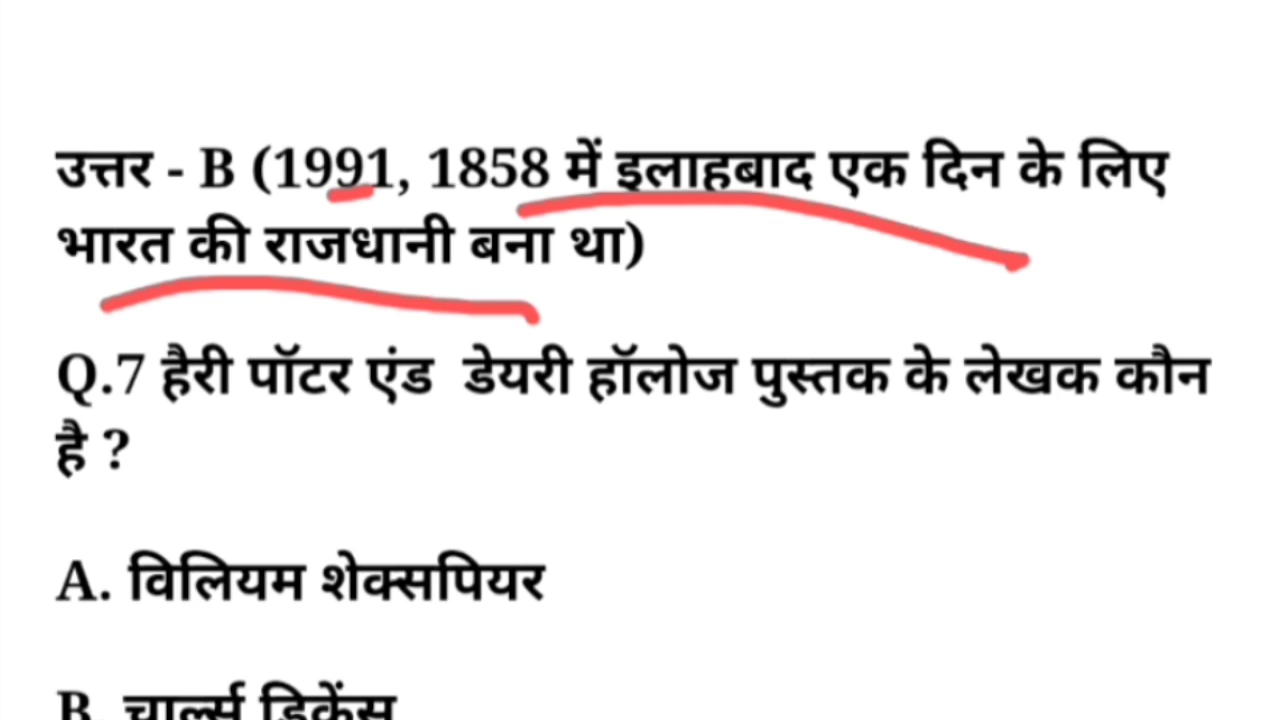 उत्तर - B (1991, 1858 में इलाहबाद एक दिन के लिए
भारत की राजधानी बना था)
Q.7 हैरी पॉटर एंड डेयरी हॉलोज पुस्तक के लेखक कौन
है ?
A. विलियम शेक्सपियर
B. चार्ल्स डिकेंस